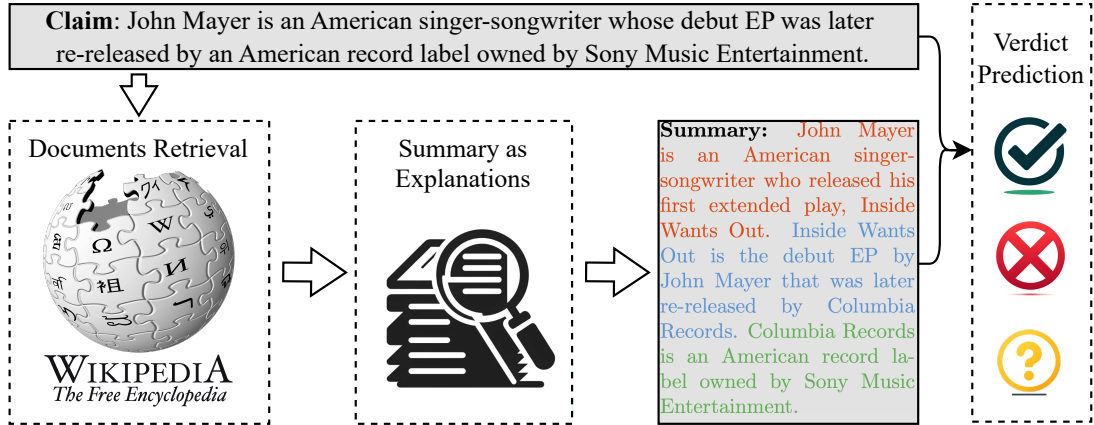 Claim: John Mayer is an American singer-songwriter whose debut EP was later
re-released by an American record label owned by Sony Music Entertainment.
Verdict
Prediction
Documents Retrieval
Ω
W
И
祖
WIKIPEDIA
The Free Encyclopedia
Summary as
Explanations
Summary: John Mayer
is an American singer-
songwriter who released his
first extended play, Inside
Wants Out. Inside Wants
Out is the debut EP by
John Mayer that was later
re-released by Columbia
Records. Columbia Records
is an American record la-
bel owned by Sony Music
Entertainment.
?